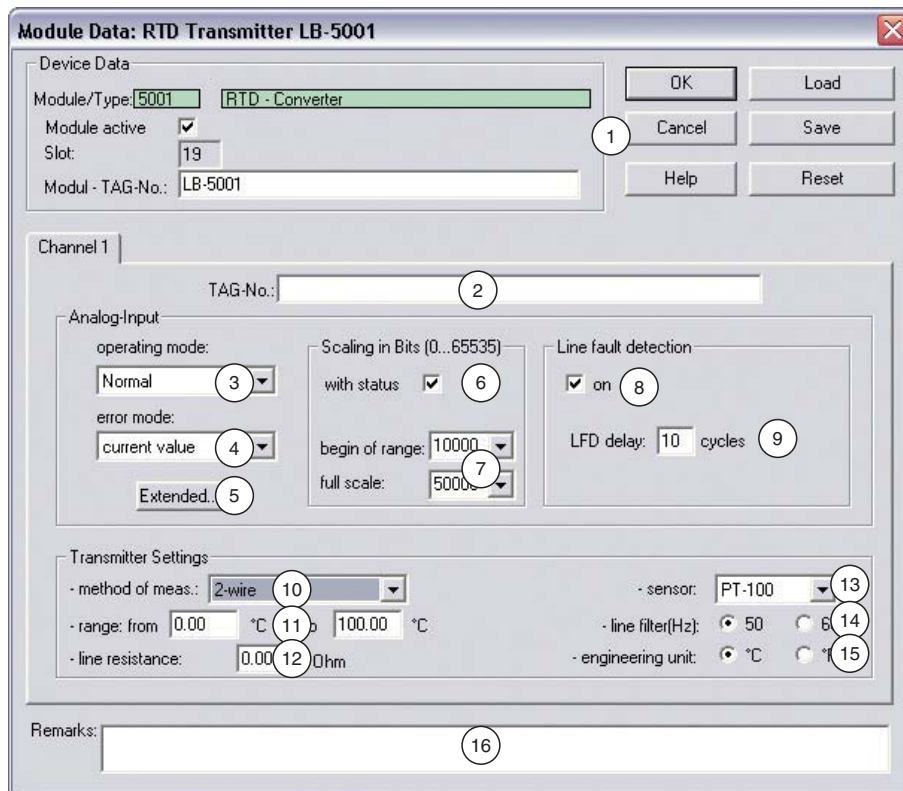 Module Data: RTD Transmitter LB-5001
Device Data
Module/Type: 5001 RTD - Converter
Module active
Slot: 19
Modul - TAG-No.: LB-5001
OK Load
1 Cancel Save
Help Reset
Channel 1
TAG-No.: 2
Analog-Input
operating mode:
Normal 3
error mode:
current value 4
Extended.. 5
Scaling in Bits (0...65535)
with status 6
begin of range: 10000
7
full scale: 50000
Line fault detection
on 8
LFD delay: 10 cycles 9
Transmitter Settings
- method of meas.: 2-wire 10
- range: from 0.00 °C 11 100.00 °C
- line resistance: 0.00 12 Ohm
- sensor: PT-100 13
- line filter(Hz): 50 14
- engineering unit: °C 15
Remarks: 16